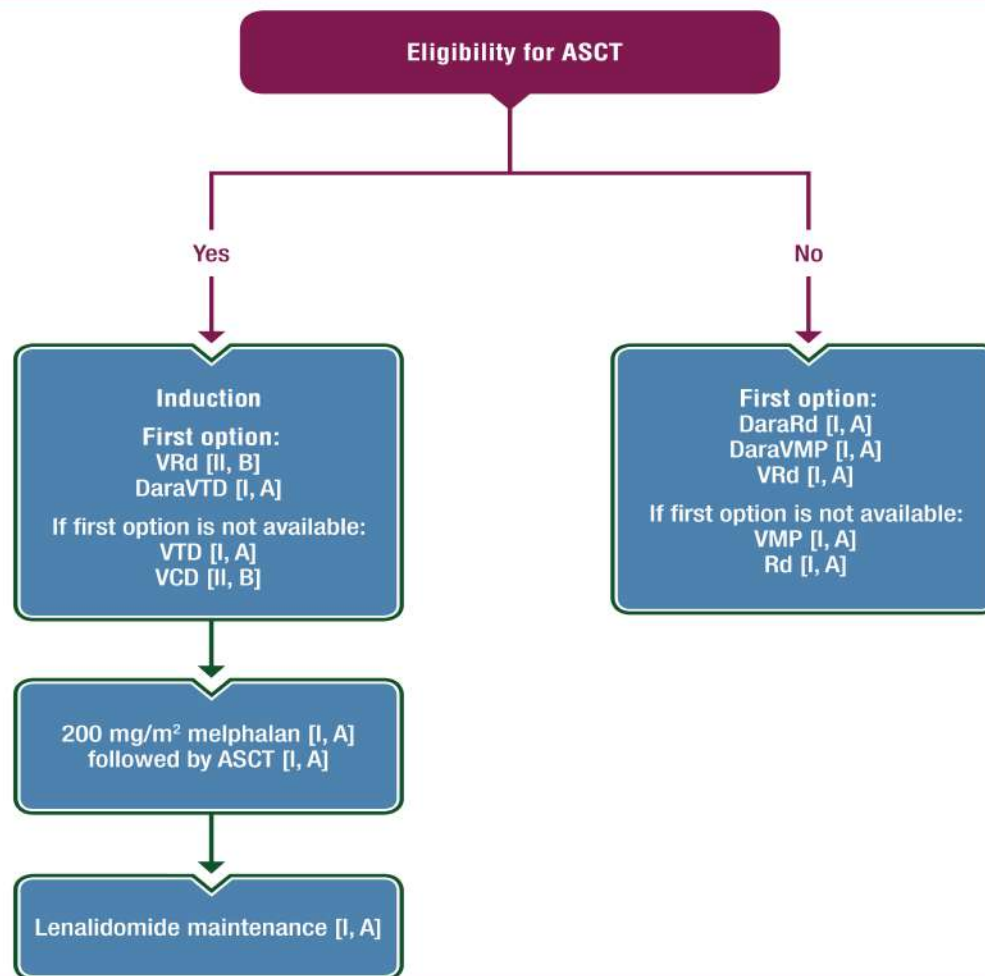 Eligibility for ASCT
Yes
No
Induction
First option:
VRd [II, B]
DaraVTD [I, A]
If first option is not available:
VTD [I, A]
VCD [II, B]
First option:
DaraRd [I, A]
DaraVMP [I, A]
VRd [I, A]
If first option is not available:
VMP [I, A]
Rd [I, A]
200 mg/m² melphalan [I, A]
followed by ASCT [I, A]
Lenalidomide maintenance [I, A]